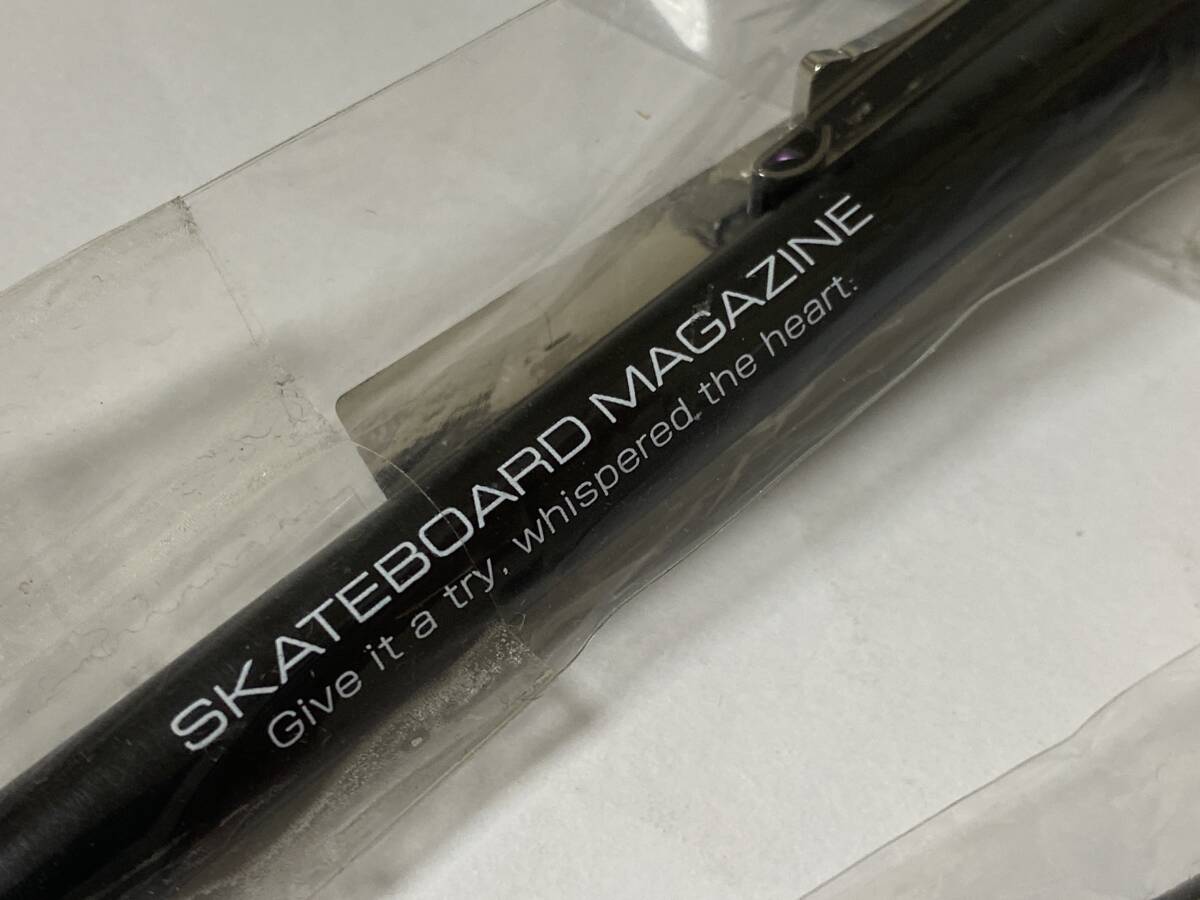 SKATEBOARD MAGAZINE
Give it a try, whispered the heart.